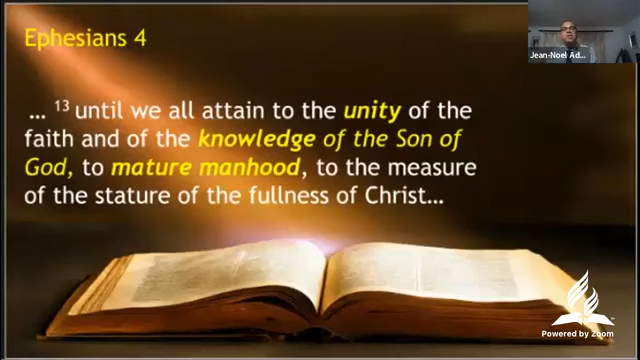 Ephesians 4
Jean-Noel Ad...
... 13 until we all attain to the unity of the
faith and of the knowledge of the Son of
God, to mature manhood, to the measure
of the stature of the fullness of Christ...
Powered by Zoom